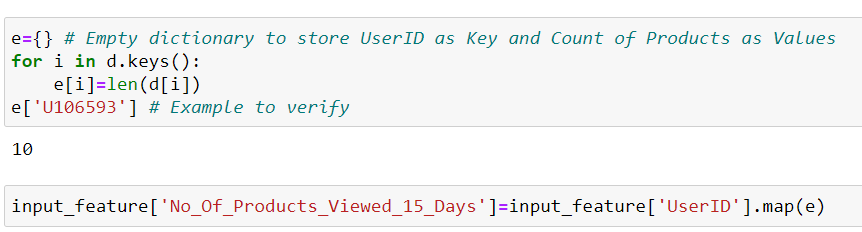 e={} # Empty dictionary to store UserID as Key and Count of Products as Values
for i in d.keys():
    e[i]=len(d[i])
e['U106593'] # Example to verify
10
input_feature['No_Of_Products_Viewed_15_Days']=input_feature['UserID'].map(e)